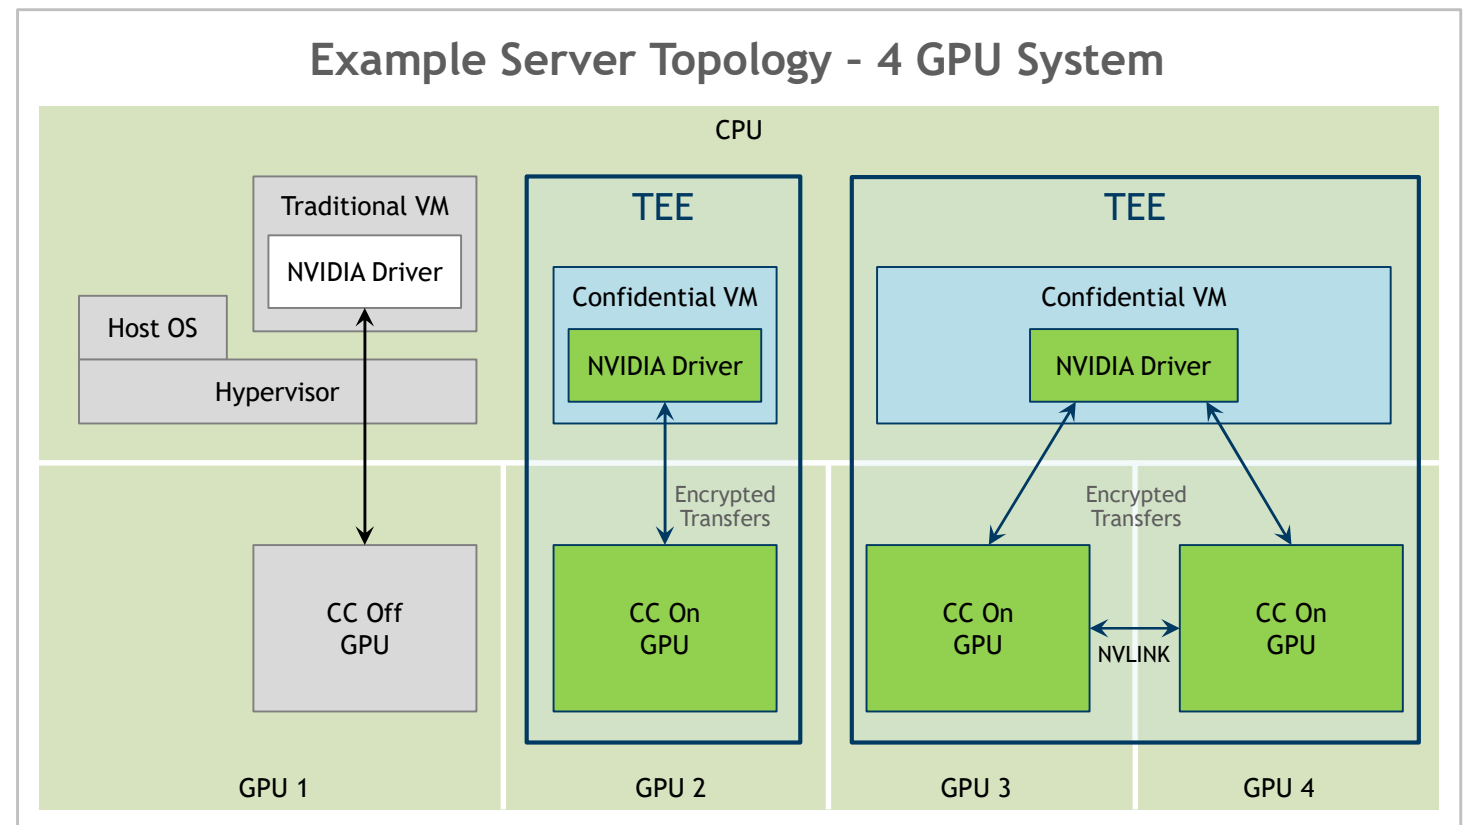 Example Server Topology – 4 GPU System
CPU
Traditional VM
NVIDIA Driver
Host OS
Hypervisor
CC Off
GPU
GPU 1
TEE
Confidential VM
NVIDIA Driver
Encrypted
Transfers
CC On
GPU
GPU 2
TEE
Confidential VM
NVIDIA Driver
Encrypted
Transfers
CC On
GPU
NVLINK
CC On
GPU
GPU 3
GPU 4